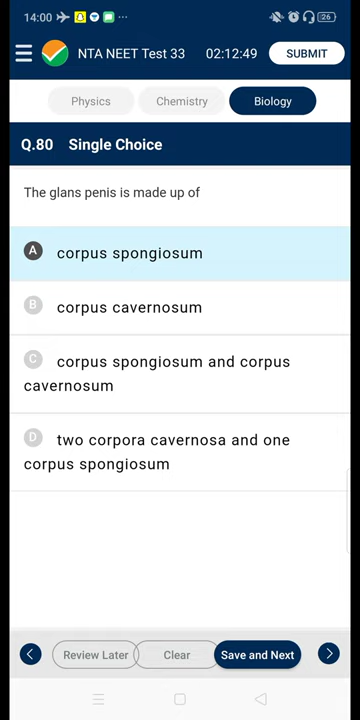 14:00 ... 26
NTA NEET Test 33 02:12:49 SUBMIT
Physics Chemistry Biology
Q.80 Single Choice
The glans penis is made up of
A corpus spongiosum
B corpus cavernosum
C corpus spongiosum and corpus
cavernosum
D two corpora cavernosa and one
corpus spongiosum
Review Later Clear Save and Next